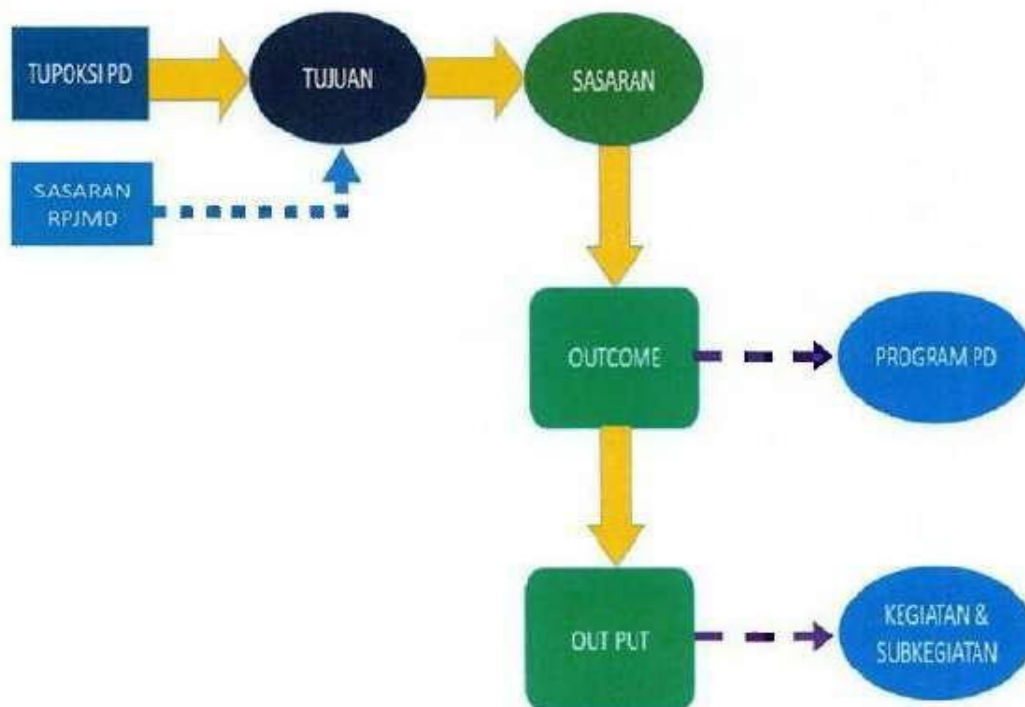 TUPOKSI PD
TUJUAN
SASARAN
SASARAN
RPJMD
OUTCOME
PROGRAM PD
OUT PUT
KEGIATAN &
SUBKEGIATAN